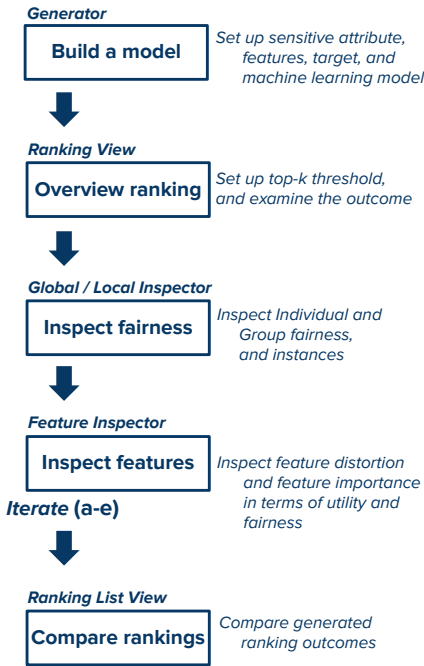 Generator
Build a model
Set up sensitive attribute,
features, target, and
machine learning model
Ranking View
Overview ranking
Set up top-k threshold,
and examine the outcome
Global / Local Inspector
Inspect fairness
Inspect Individual and
Group fairness,
and instances
Feature Inspector
Inspect features
Inspect feature distortion
and feature importance
in terms of utility and
fairness
Iterate (a-e)
Ranking List View
Compare rankings
Compare generated
ranking outcomes